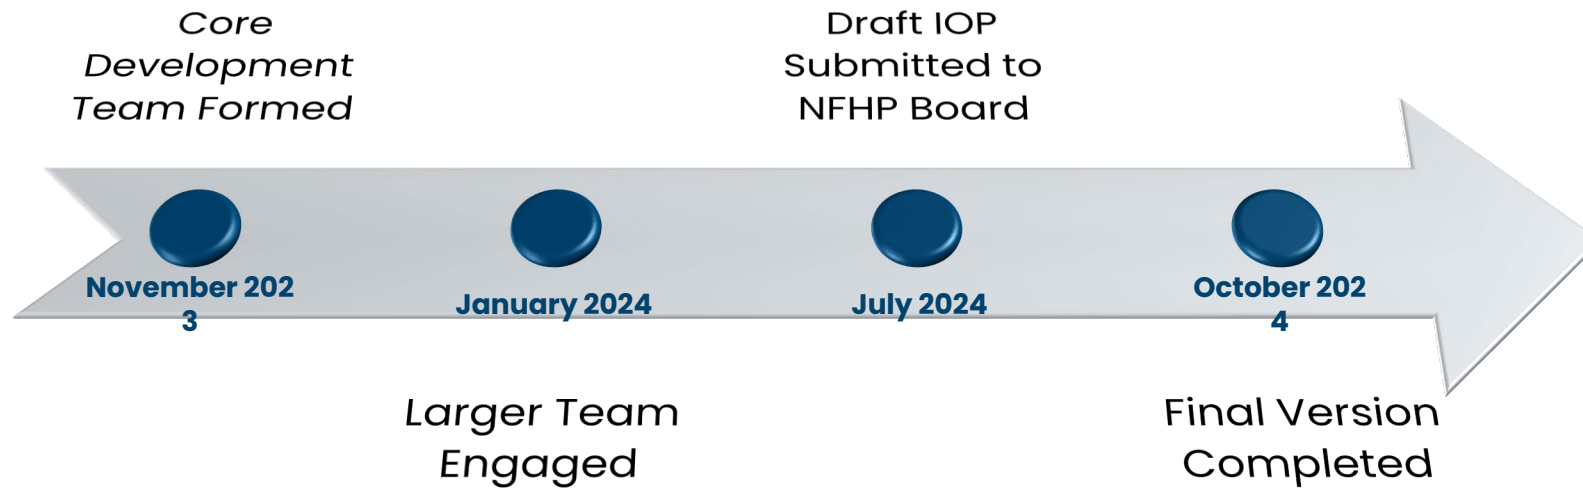 Core
Development
Team Formed
Draft IOP
Submitted to
NFHP Board
November 202
3
January 2024
July 2024
October 202
4
Larger Team
Engaged
Final Version
Completed